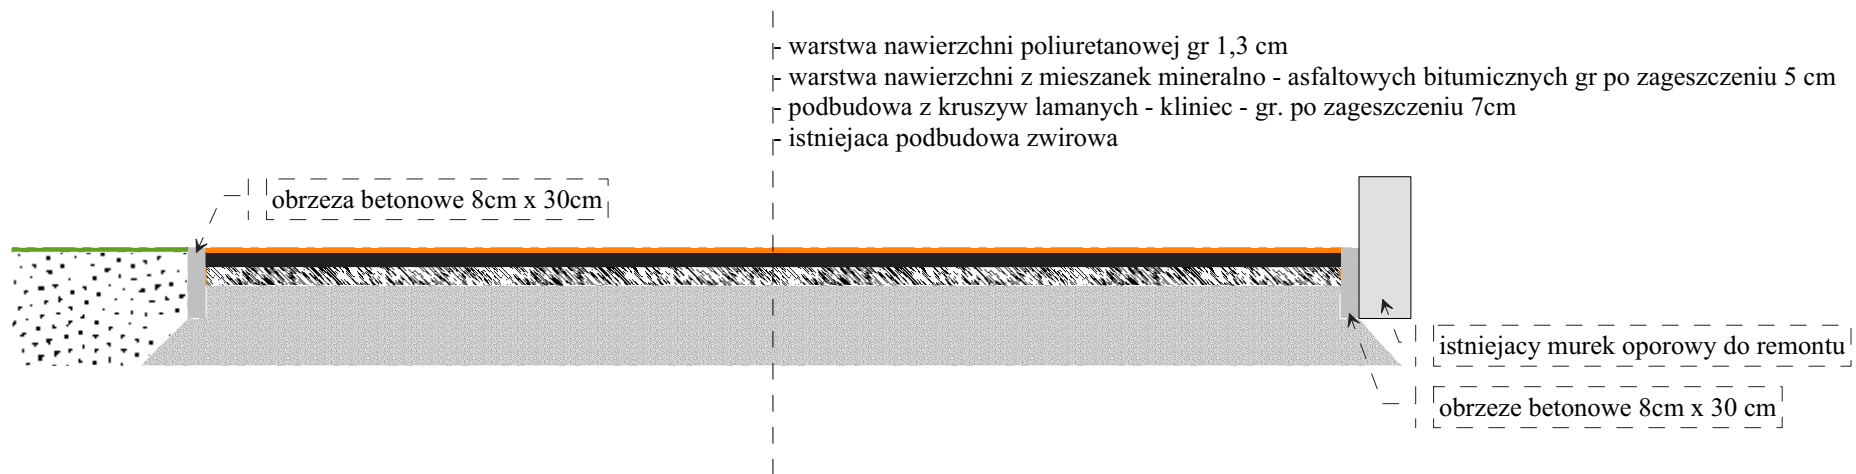 - warstwa nawierzchni poliuretanowej gr 1,3 cm
- warstwa nawierzchni z mieszanek mineralno - asfaltowych bitumicznych gr po zageszczeniu 5 cm
- podbudowa z kruszyw lamanych - kliniec - gr. po zageszczeniu 7cm
- istniejaca podbudowa zwirowa
obrzeza betonowe 8cm x 30cm
istniejacy murek oporowy do remontu
obrzeze betonowe 8cm x 30 cm